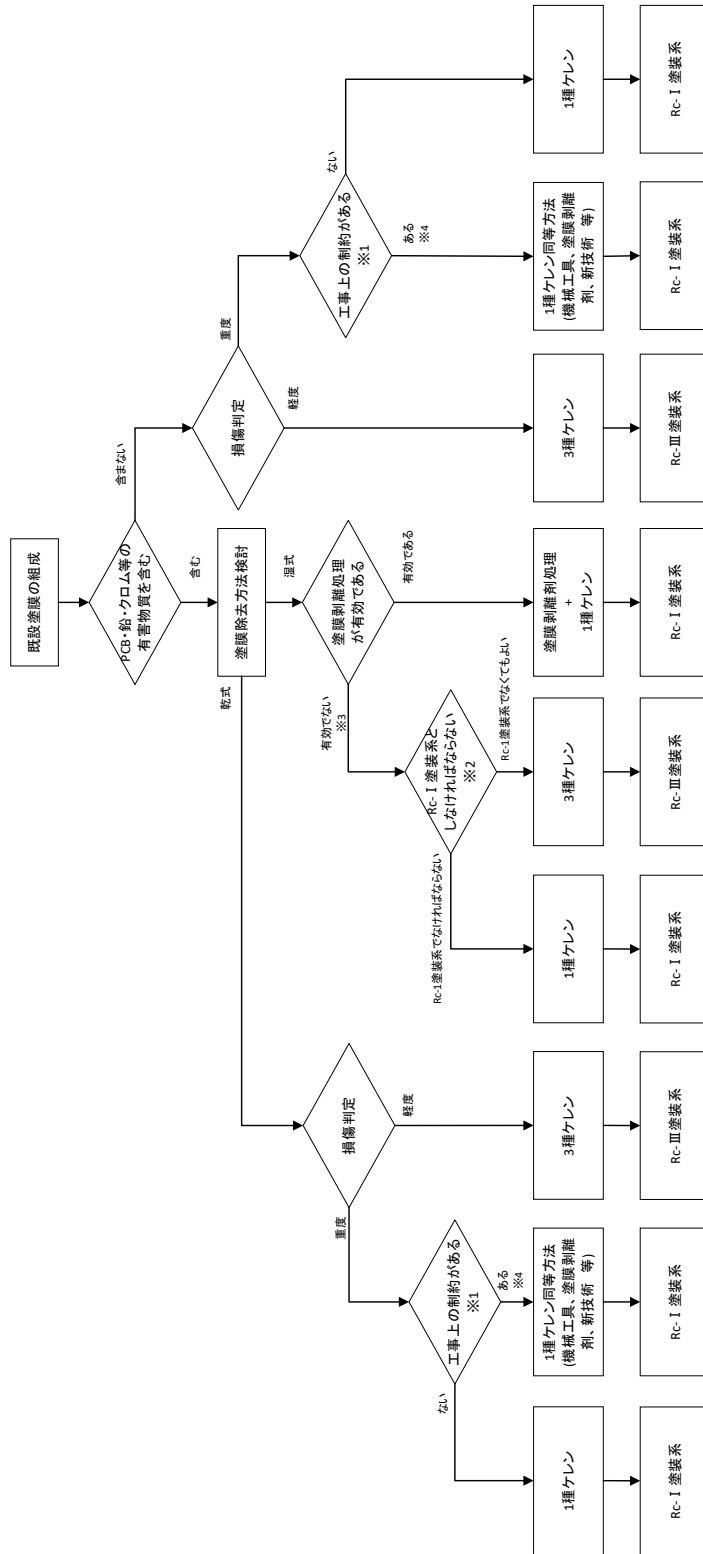 既設塗膜の組成
PCB・鉛・クロム等の
有害物質を含む
含まない
含む
損傷判定
重度
軽度
工事上の制約がある
※1
ない
ある
※4
1種ケレン
Rc-Ⅰ塗装系
1種ケレン同等方法
(機械工具、塗膜剥離
剤、新技術 等)
Rc-Ⅰ塗装系
3種ケレン
Rc-Ⅲ塗装系
塗膜除去方法検討
乾式
湿式
塗膜剥離処理
が有効である
有効である
有効でない
※3
塗膜剥離剤処理
+
1種ケレン
Rc-Ⅰ塗装系
Rc-Ⅰ塗装系と
しなければならない
※2
Rc-1塗装系でなくてもよい
Rc-1塗装系でなければならない
3種ケレン
Rc-Ⅲ塗装系
1種ケレン
Rc-Ⅰ塗装系
損傷判定
重度
軽度
3種ケレン
Rc-Ⅲ塗装系
工事上の制約がある
※1
ない
ある
※4
1種ケレン同等方法
(機械工具、塗膜剥離
剤、新技術 等)
Rc-Ⅰ塗装系
1種ケレン
Rc-Ⅰ塗装系